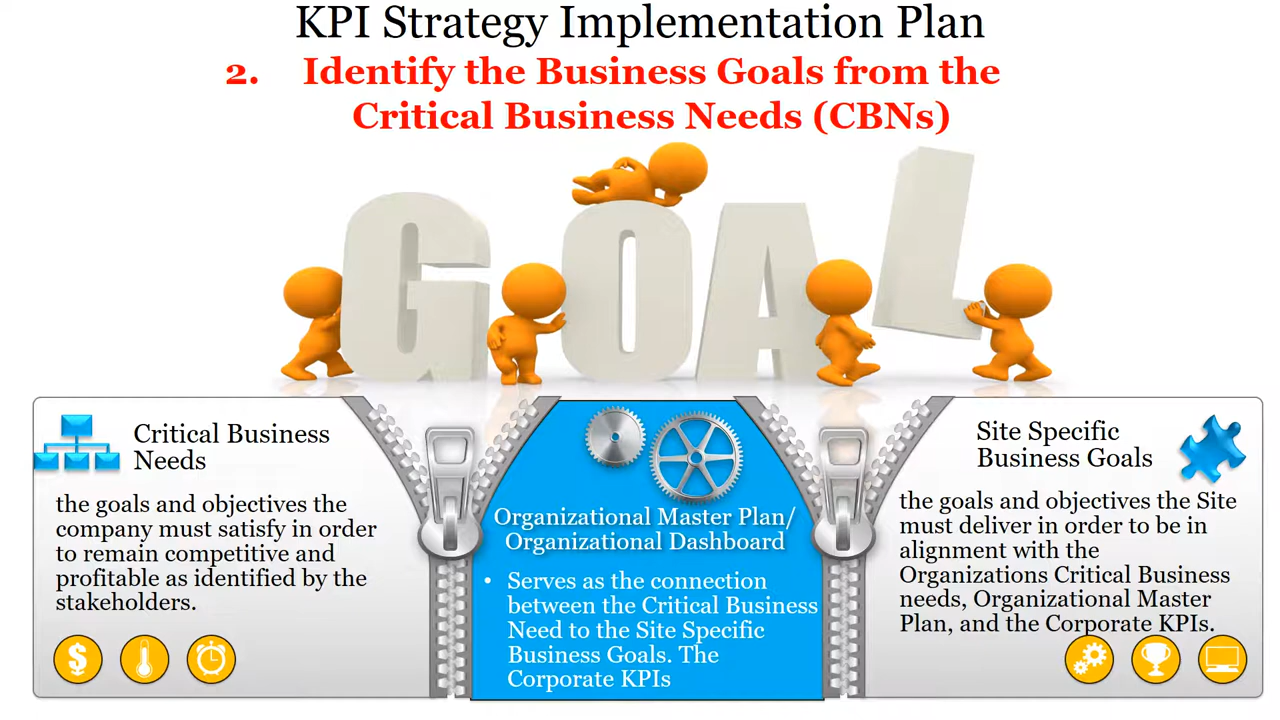 KPI Strategy Implementation Plan
2. Identify the Business Goals from the
Critical Business Needs (CBNs)
GOAL
Critical Business
Needs
the goals and objectives the
company must satisfy in order
to remain competitive and
profitable as identified by the
stakeholders.
$
Organizational Master Plan/
Organizational Dashboard
• Serves as the connection
between the Critical Business
Need to the Site Specific
Business Goals. The
Corporate KPIs
Site Specific
Business Goals
the goals and objectives the Site
must deliver in order to be in
alignment with the
Organizations Critical Business
needs, Organizational Master
Plan, and the Corporate KPIs.